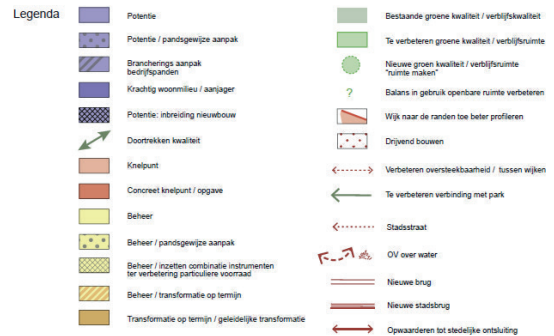 Legenda
Potentie
Potentie / pandsgewijze aanpak
Brancherings aanpak
bedrijfspanden
Krachtig woonmilieu / aanjager
Potentie: inbreiding nieuwbouw
Doortrekken kwaliteit
Knelpunt
Concreet knelpunt / opgave
Beheer
Beheer / pandsgewijze aanpak
Beheer / inzetten combinatie instrumenten
ter verbetering particuliere voorraad
Beheer / transformatie op termijn
Transformatie op termijn / geleidelijke transformatie
Bestaande groene kwaliteit / verblijfskwaliteit
Te verbeteren groene kwaliteit / verblijfsruimte
Nieuwe groen kwaliteit / verblijfsruimte
"ruimte maken"
? Balans in gebruik openbare ruimte verbeteren
Wijk naar de randen toe beter profileren
Drijvend bouwen
Verbeteren oversteekbaarheid / tussen wijken
Te verbeteren verbinding met park
Stadsstraat
OV over water
Nieuwe brug
Nieuwe stadsbrug
Opwaarderen tot stedelijke ontsluiting